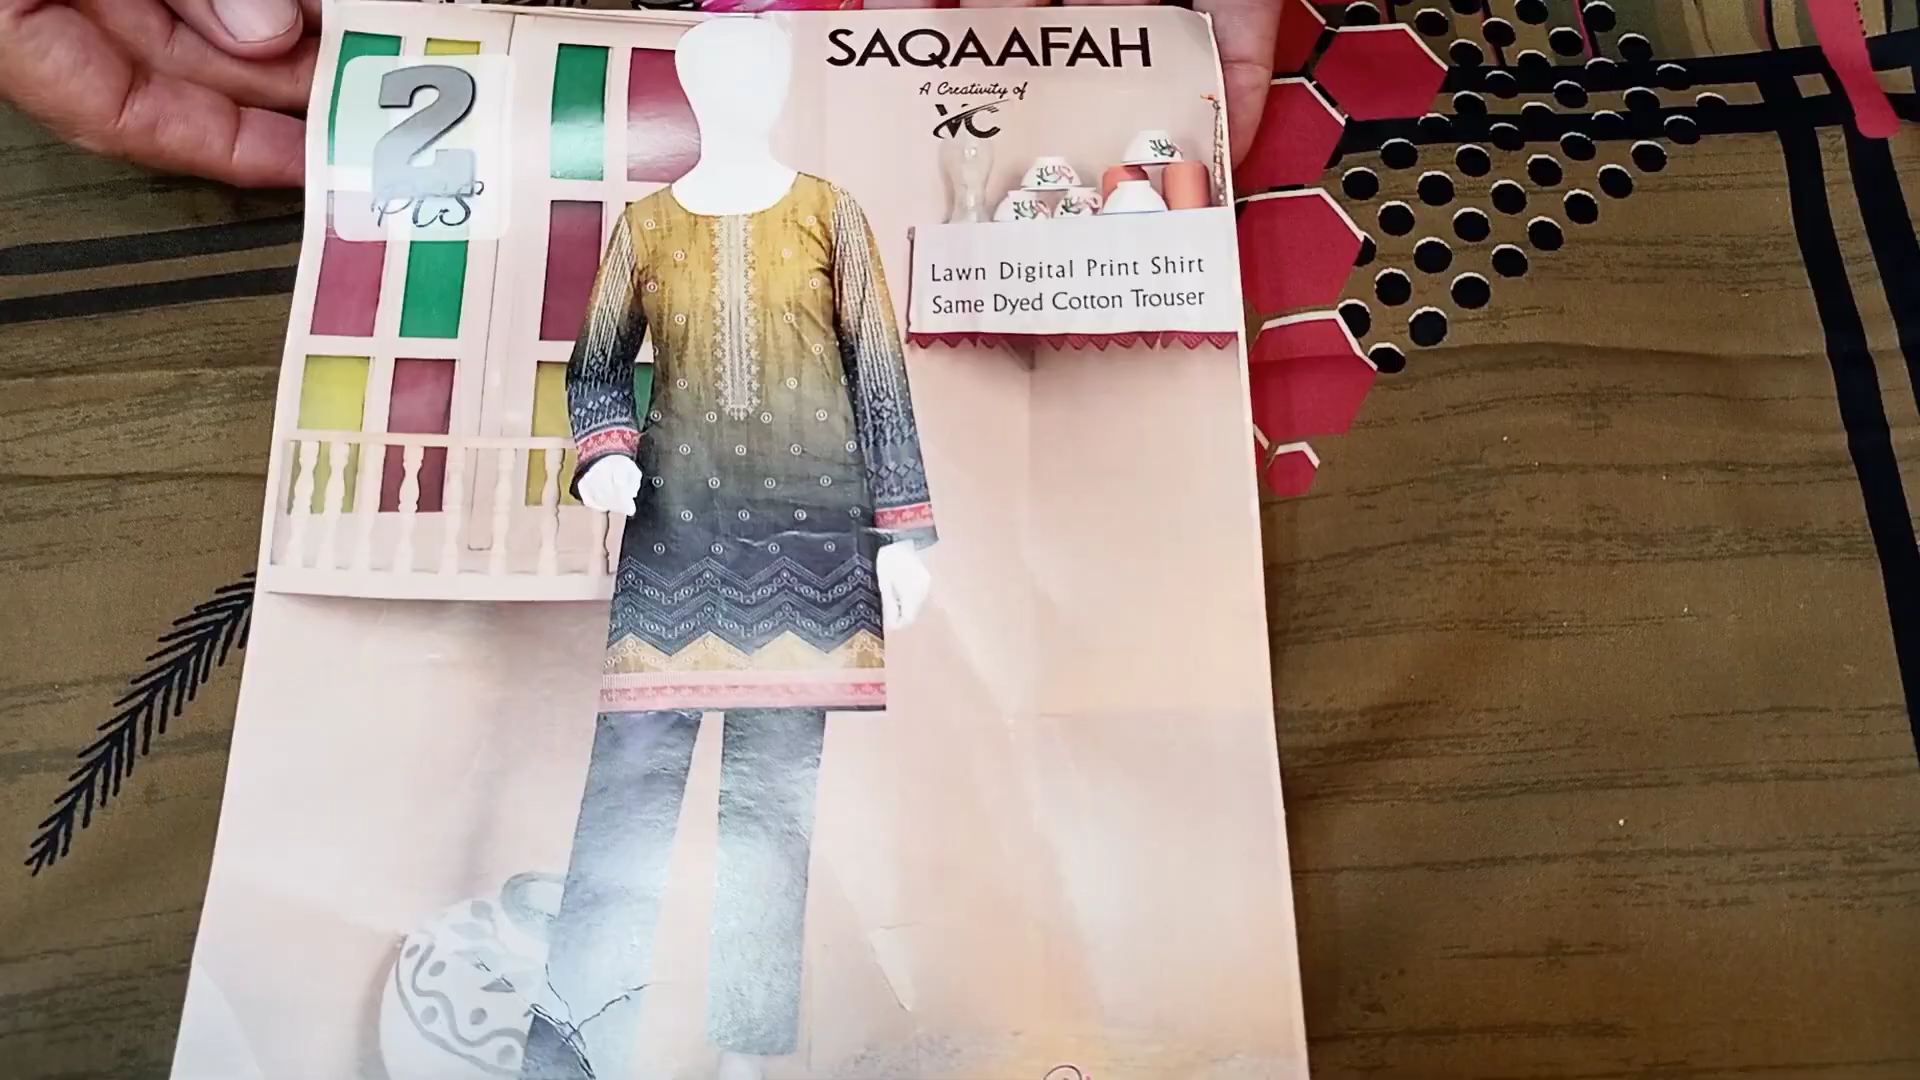 2
PCS
SAQAAFAH
A Creativity of
VC
Lawn Digital Print Shirt
Same Dyed Cotton Trouser